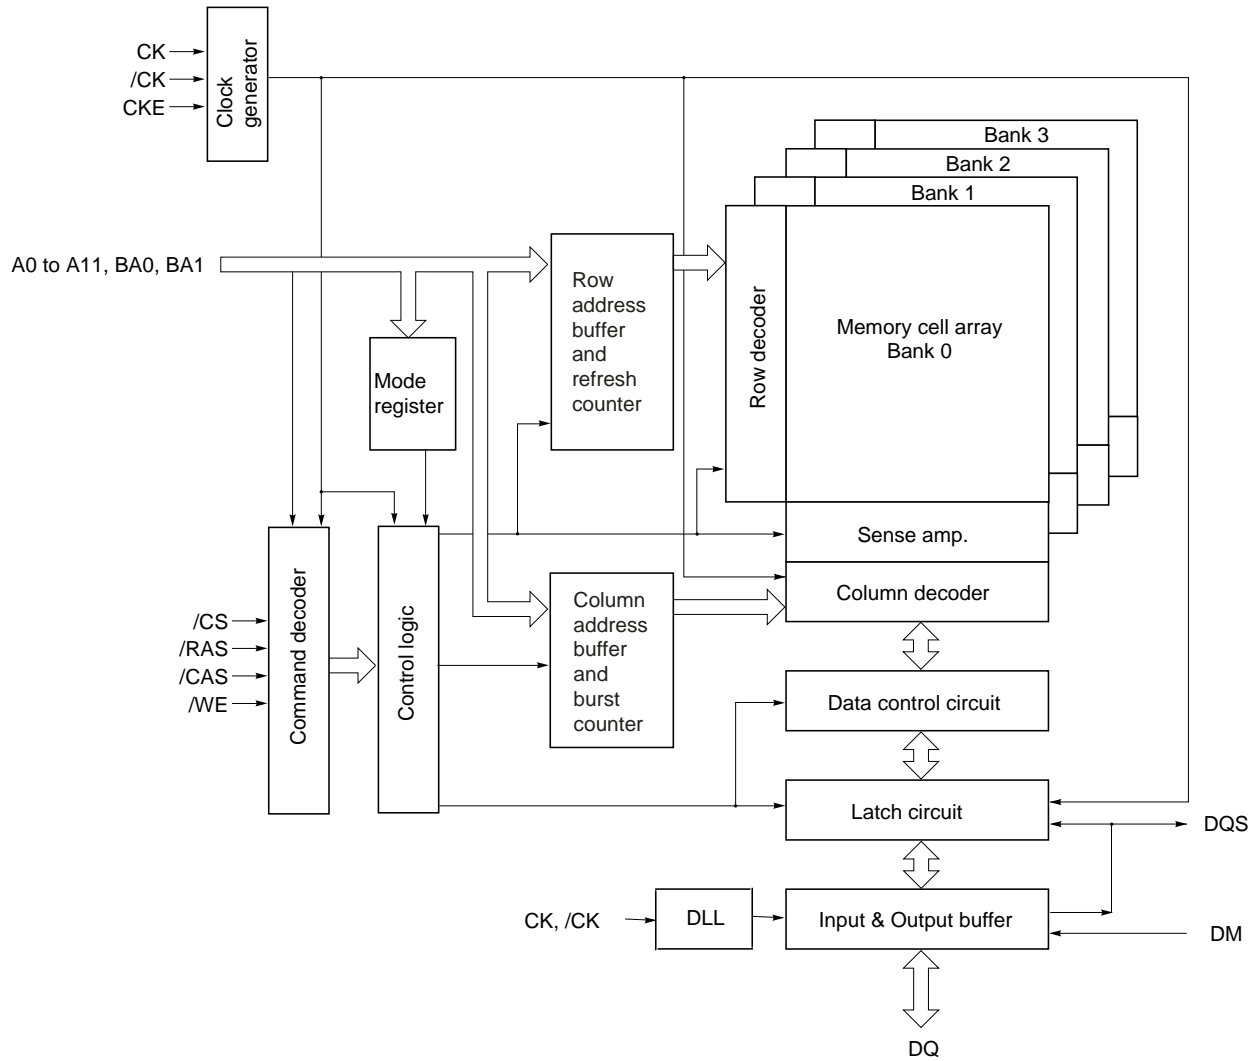 CK
/CK
CKE
Clock
generator
Bank 3
Bank 2
Bank 1
A0 to A11, BA0, BA1
Row
address
buffer
and
refresh
counter
Row decoder
Memory cell array
Bank 0
Mode
register
Sense amp.
Column decoder
/CS
/RAS
/CAS
/WE
Command decoder
Control logic
Column
address
buffer
and
burst
counter
Data control circuit
Latch circuit
DQS
CK, /CK
DLL
Input & Output buffer
DM
DQ